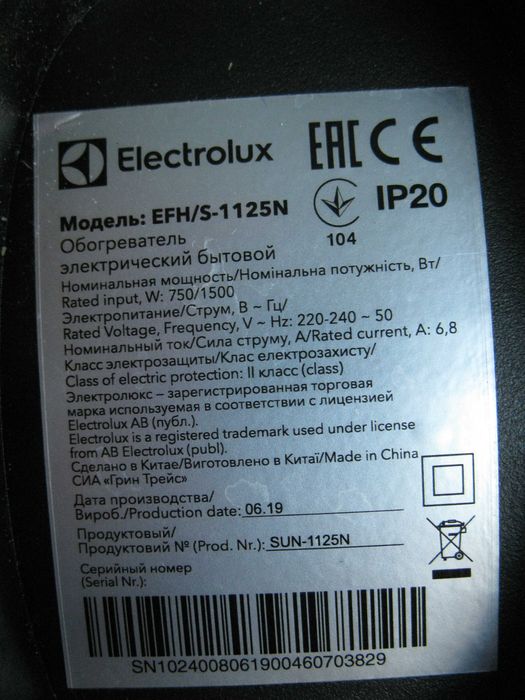 Electrolux EAC CE
Модель: EFH/S-1125N IP20
Обогреватель
104
электрический бытовой
Номинальная мощность/Номінальна потужність, Вт/
Rated input, W: 750/1500
Электропитание/Струм, В ~ Гц/
Rated Voltage, Frequency, V ~ Hz: 220-240 ~ 50
Номинальный ток/Сила струму, А/Rated current, A: 6,8
Класс электрозащиты/Клас електрозахисту/
Class of electric protection: II класс (class)
Электролюкс – зарегистрированная торговая
марка используемая в соответствии с лицензией
Electrolux AB (публ.).
Electrolux is a registered trademark used under license
from AB Electrolux (publ).
Сделано в Китае/Виготовлено в Китаї/Made in China
СИА «Грин Трейс»
Дата производства/
Вироб./Production date: 06.19
Продуктовый/
Продуктовий № (Prod. Nr.): SUN-1125N
Серийный номер
(Serial Nr.):
SN10240080619004607​03829